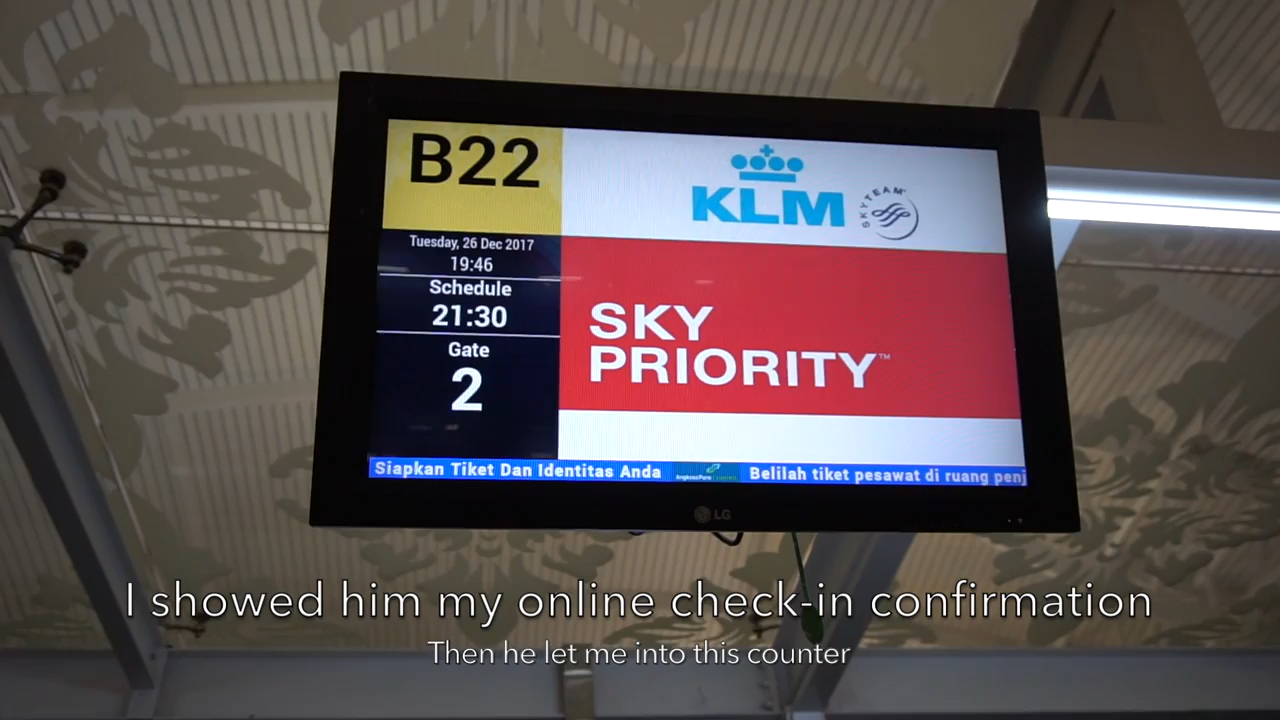 B22
KLM
SKYTEAM
Tuesday, 26 Dec 2017
19:46
Schedule
21:30
Gate
2
SKY
PRIORITY™
Siapkan Tiket Dan Identitas Anda
Belilah tiket pesawat di ruang penj
LG
I showed him my online check-in confirmation
Then he let me into this counter